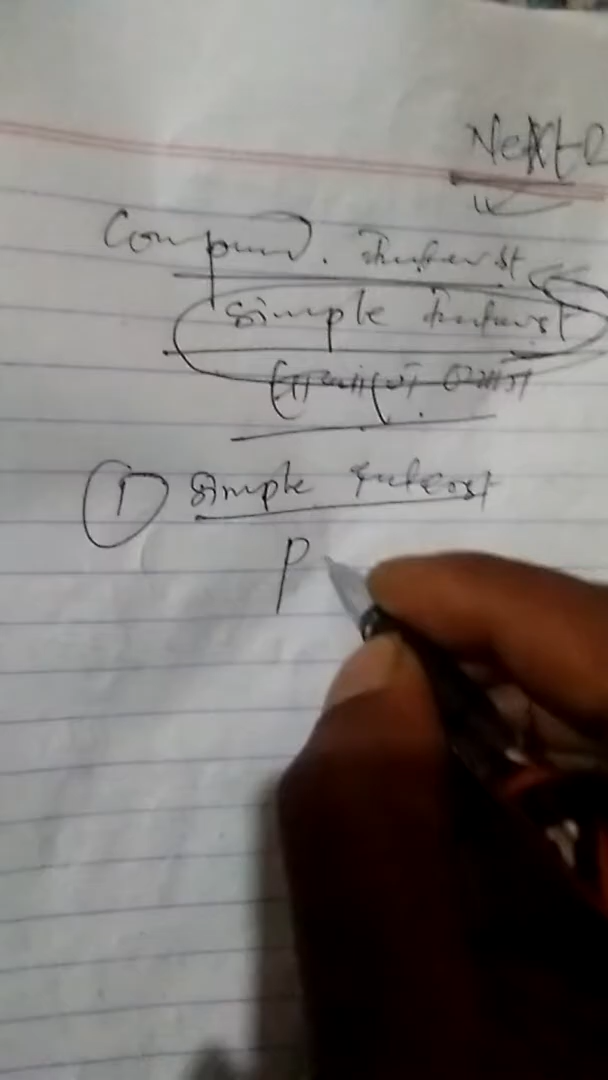 Next
Compound. Interest
Simple Interest
① Simple Interest
P